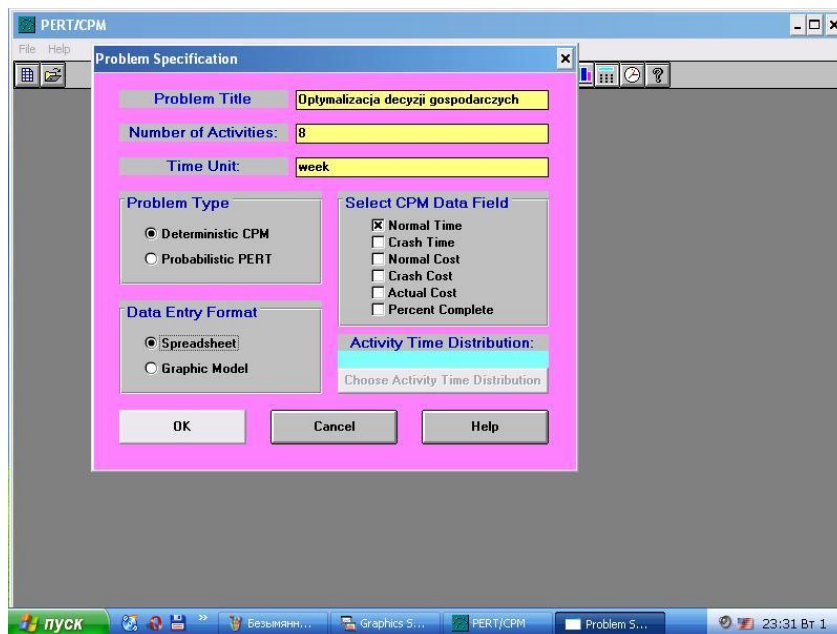 PERT/CPM
File Help
Problem Specification
Problem Title
Optymalizacja decyzji gospodarczych
Number of Activities:
8
Time Unit:
week
Problem Type
Deterministic CPM
Probabilistic PERT
Select CPM Data Field
Normal Time
Crash Time
Normal Cost
Crash Cost
Actual Cost
Percent Complete
Data Entry Format
Spreadsheet
Graphic Model
Activity Time Distribution:
Choose Activity Time Distribution
OK Cancel Help
пуск Безымянн... Graphics S... PERT/CPM Problem S... 23:31 Вт 1